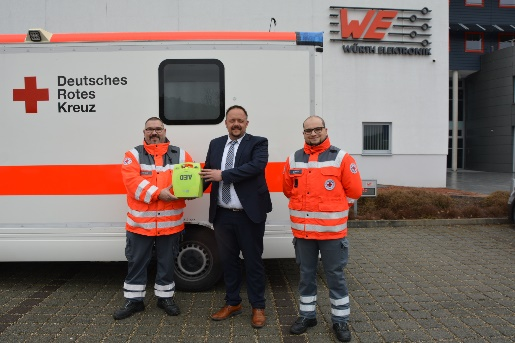 Deutsches
Rotes
Kreuz
WE
WÜRTH ELEKTRONIK
AED